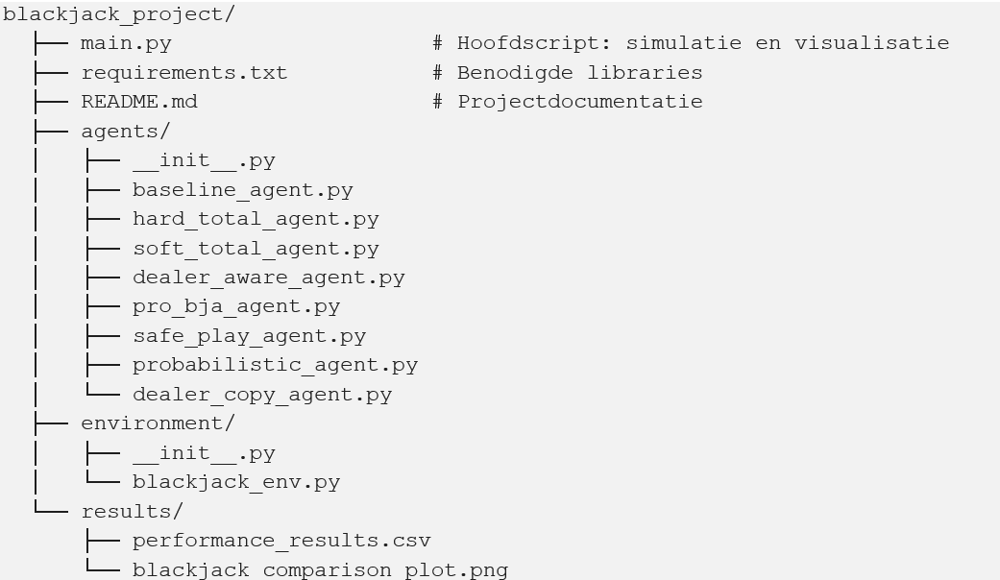 blackjack_project/
├── main.py # Hoofdscript: simulatie en visualisatie
├── requirements.txt # Benodigde libraries
├── README.md # Projectdocumentatie
├── agents/
│ ├── __init__.py
│ ├── baseline_agent.py
│ ├── hard_total_agent.py
│ ├── soft_total_agent.py
│ ├── dealer_aware_agent.py
│ ├── pro_bja_agent.py
│ ├── safe_play_agent.py
│ ├── probabilistic_agent.py
│ └── dealer_copy_agent.py
├── environment/
│ ├── __init__.py
│ └── blackjack_env.py
└── results/
├── performance_results.csv
└── blackjack comparison plot.png